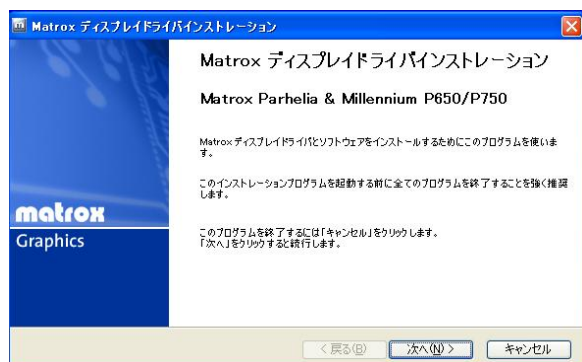 Matrox ディスプレイドライバインストレーション
Matrox ディスプレイドライバインストレーション
Matrox Parhelia & Millennium P650/P750
Matroxディスプレイドライバとソフトウェアをインストールするためにこのプログラムを使いま
す。
このインストレーションプログラムを起動する前に全てのプログラムを終了することを強く推奨
します。
このプログラムを終了するには「キャンセル」をクリックします。
「次へ」をクリックすると続行します。
matrox
Graphics
< 戻る(B)
次へ(N) >
キャンセル